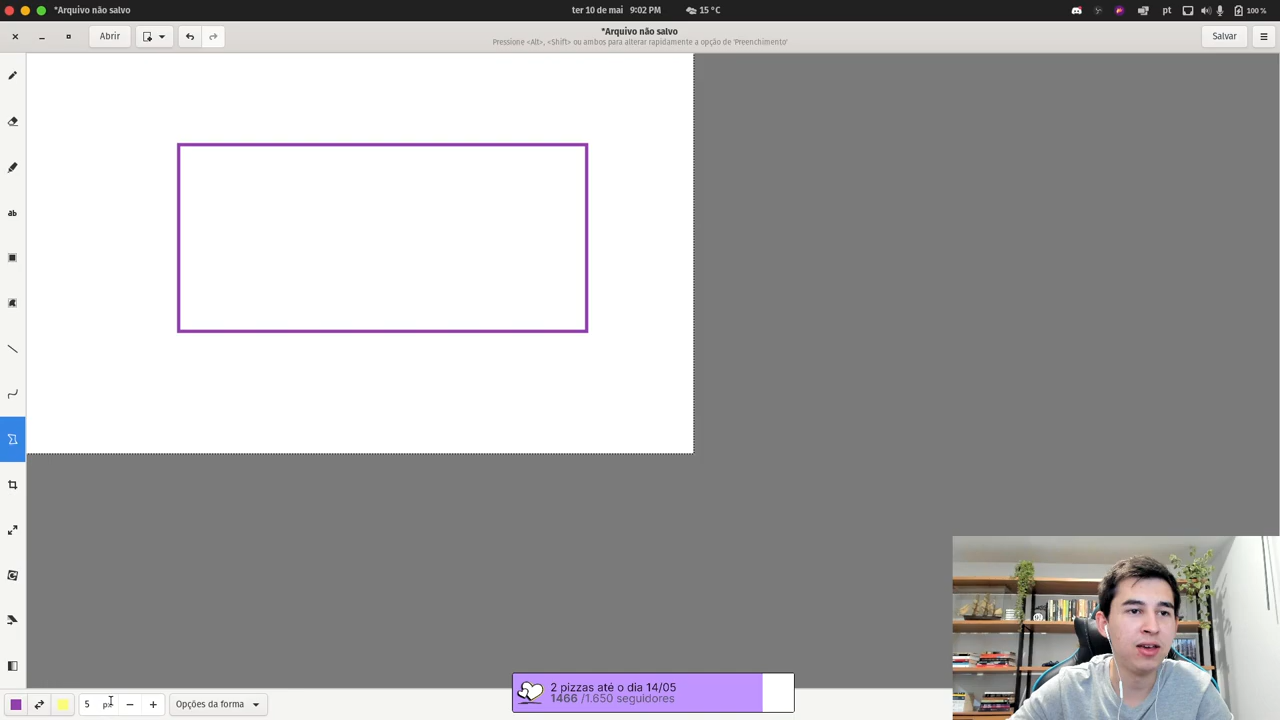 *Arquivo não salvo
ter 10 de mai 9:02 PM
15 °C
pt
100 %
Abrir
*Arquivo não salvo
Pressione <Alt>, <Shift> ou ambos para alterar rapidamente a opção de 'Preenchimento'
Salvar
ab
Opções da forma
2 pizzas até o dia 14/05
1466 /1.650 seguidores